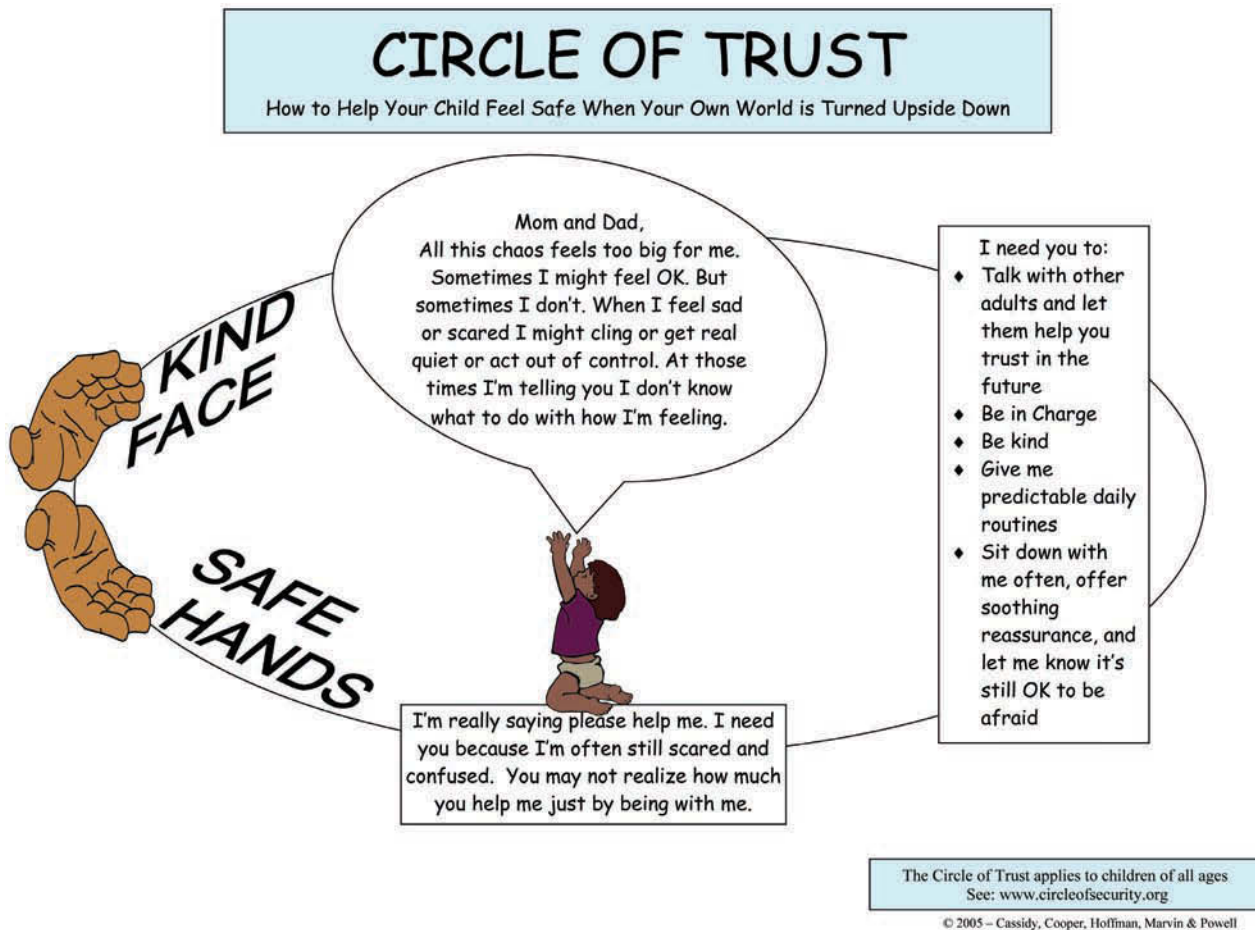 CIRCLE OF TRUST
How to Help Your Child Feel Safe When Your Own World is Turned Upside Down
Mom and Dad,
All this chaos feels too big for me.
Sometimes I might feel OK. But
sometimes I don't. When I feel sad
or scared I might cling or get real
quiet or act out of control. At those
times I'm telling you I don't know
what to do with how I'm feeling.
KIND
FACE
SAFE
HANDS
I need you to:
♦ Talk with other
adults and let
them help you
trust in the
future
♦ Be in Charge
♦ Be kind
♦ Give me
predictable daily
routines
♦ Sit down with
me often, offer
soothing
reassurance, and
let me know it's
still OK to be
afraid
I'm really saying please help me. I need
you because I'm often still scared and
confused.  You may not realize how much
you help me just by being with me.
The Circle of Trust applies to children of all ages
See: www.circleofsecurity.org
© 2005 – Cassidy, Cooper, Hoffman, Marvin & Powell